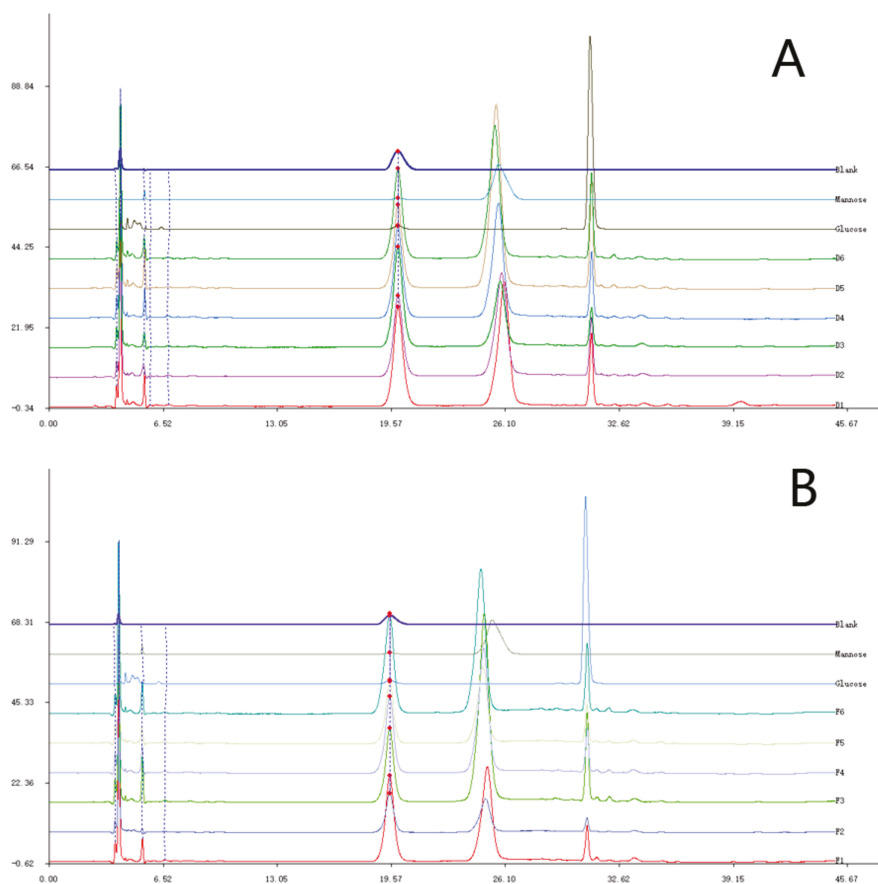 A
88.84
66.54
Blank
Mannose
Glucose
44.25
D6
D5
21.95
D4
D3
D2
-0.34
D1
0.00 6.52 13.05 19.57 26.10 32.62 39.15 45.67
B
91.29
68.31
Blank
Mannose
Glucose
45.33
F6
F5
22.36
F4
F3
F2
-0.62
F1
0.00 6.52 13.05 19.57 26.10 32.62 39.15 45.67